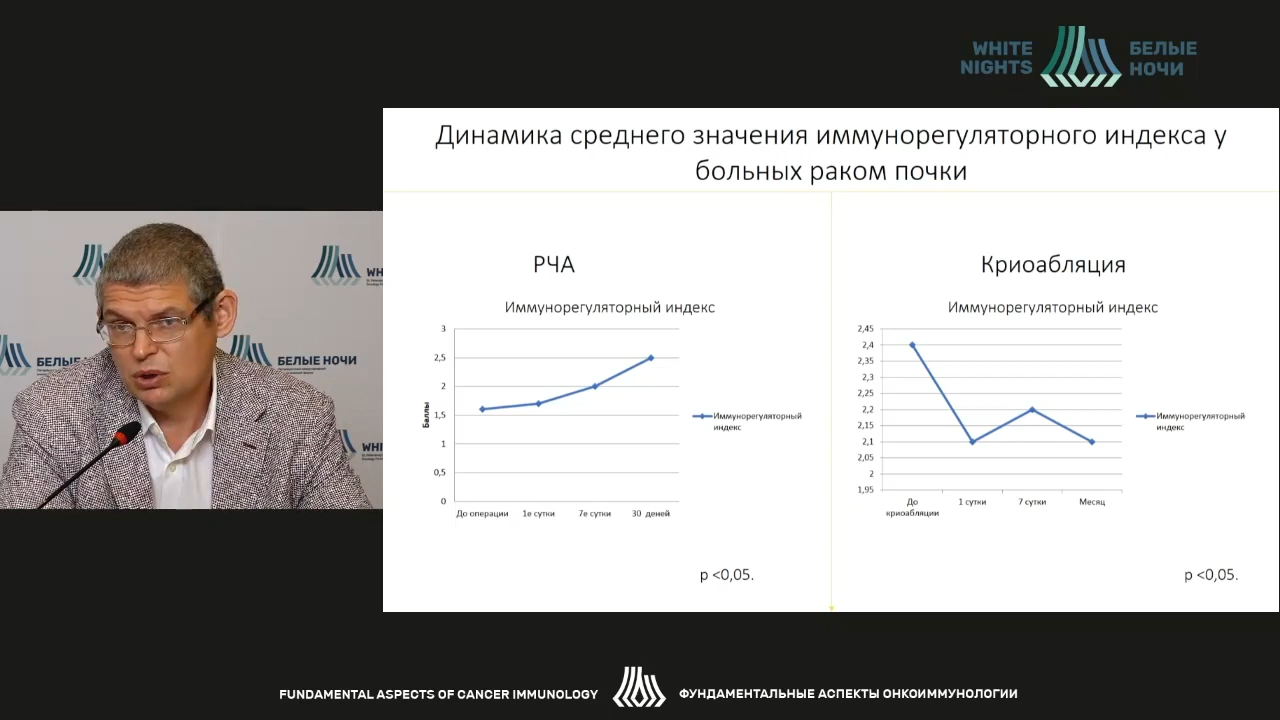 WHITE
NIGHTS
БЕЛЫЕ
НОЧИ
Динамика среднего значения иммунорегуляторного индекса у
больных раком почки
РЧА
Иммунорегуляторный индекс
3
2,5
2
1,5
1
0,5
0
Баллы
До операции 1е сутки 7е сутки 30 деней
Иммунорегуляторный
индекс
p <0,05.
Криоабляция
Иммунорегуляторный индекс
2,45
2,4
2,35
2,3
2,25
2,2
2,15
2,1
2,05
2
1,95
До 1 сутки 7 сутки Месяц
криоабляции
Иммунорегуляторный
индекс
p <0,05.
WH
БЕЛЫЕ
БЕЛЫЕ НОЧИ
WHITE
FUNDAMENTAL ASPECTS OF CANCER IMMUNOLOGY
ФУНДАМЕНТАЛЬНЫЕ АСПЕКТЫ ОНКОИММУНОЛОГИИ